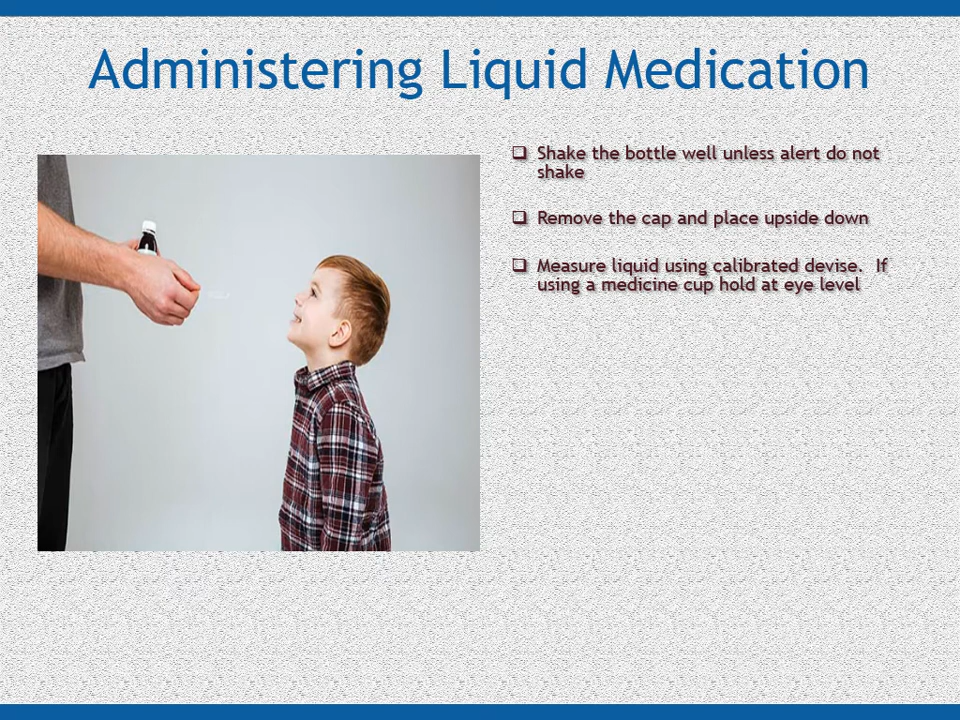 Administering Liquid Medication
❑ Shake the bottle well unless alert do not
shake
❑ Remove the cap and place upside down
❑ Measure liquid using calibrated devise.  If
using a medicine cup hold at eye level